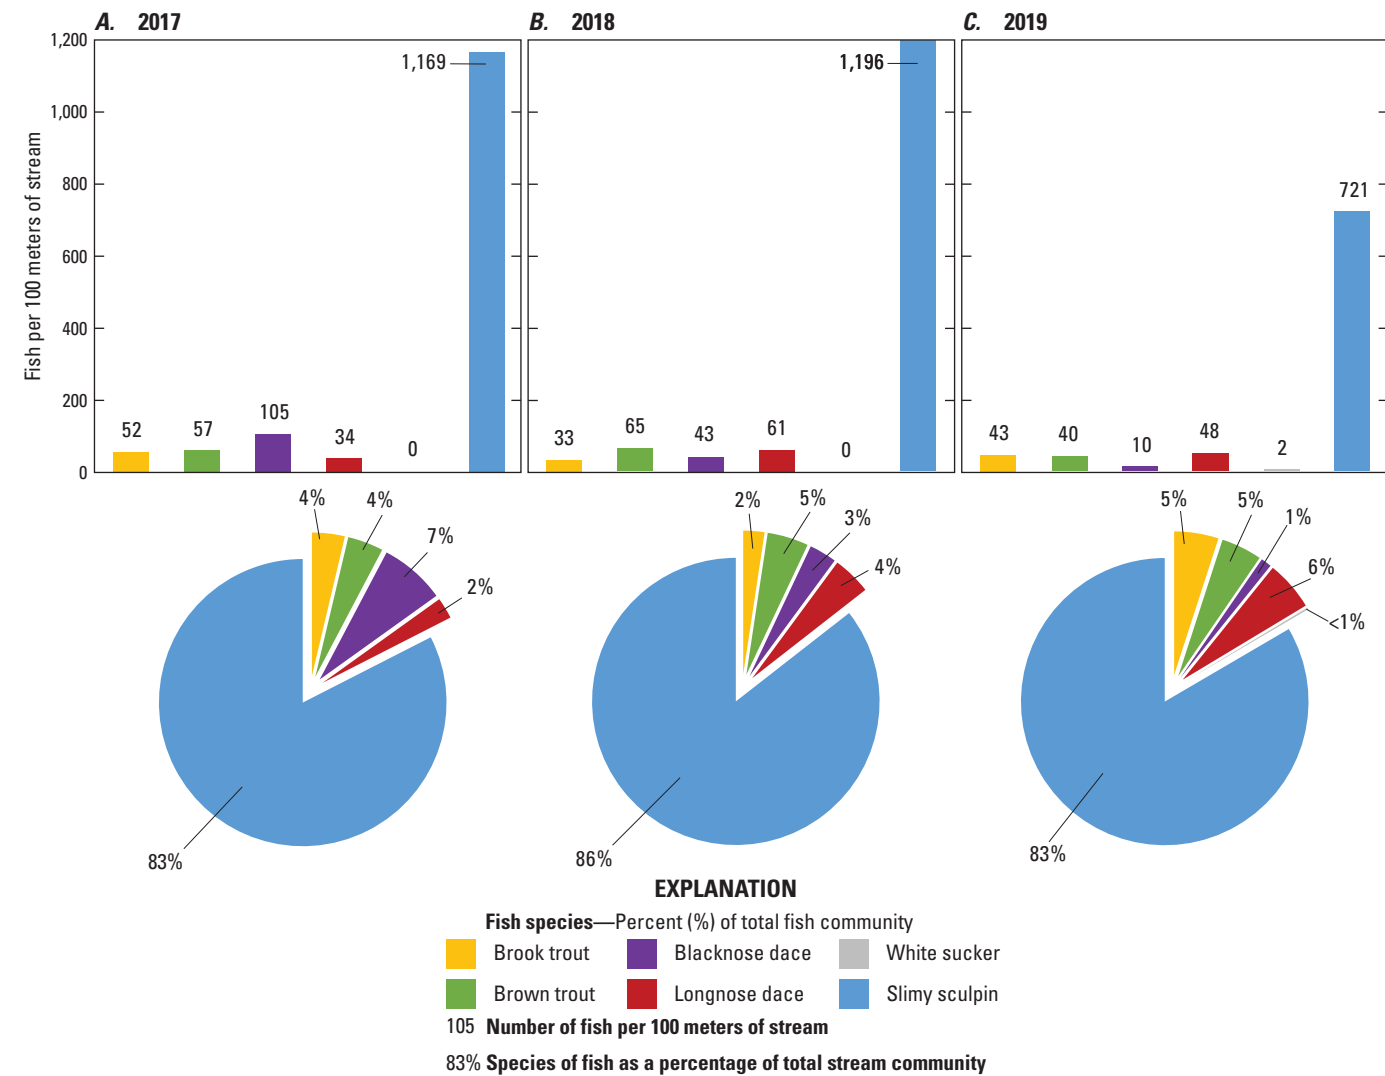 A. 2017
B. 2018
C. 2019
Fish per 100 meters of stream
1,200
1,000
800
600
400
200
0
52
57
105
34
0
1,169
33
65
43
61
0
1,196
43
40
10
48
2
721
4%
4%
7%
2%
83%
2%
5%
3%
4%
86%
5%
5%
1%
6%
<1%
83%
EXPLANATION
Fish species—Percent (%) of total fish community
Brook trout
Blacknose dace
White sucker
Brown trout
Longnose dace
Slimy sculpin
105 Number of fish per 100 meters of stream
83% Species of fish as a percentage of total stream community